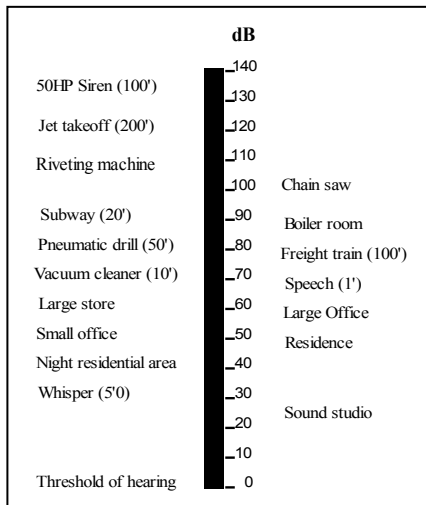 dB
50HP Siren (100')
Jet takeoff (200')
Riveting machine
Subway (20')
Pneumatic drill (50')
Vacuum cleaner (10')
Large store
Small office
Night residential area
Whisper (5'0)
Threshold of hearing
140
130
120
110
100
90
80
70
60
50
40
30
20
10
0
Chain saw
Boiler room
Freight train (100')
Speech (1')
Large Office
Residence
Sound studio